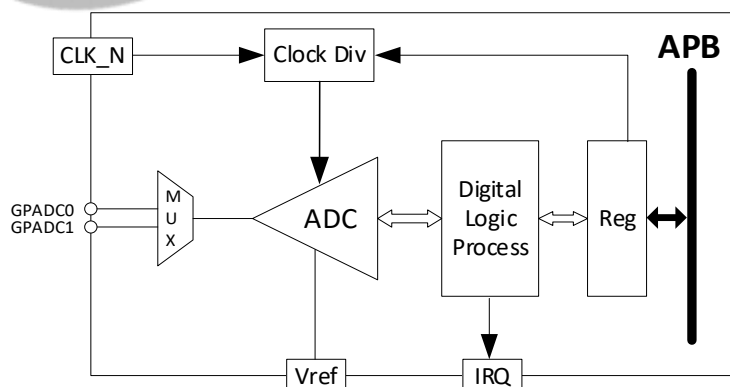 CLK_N
Clock Div
APB
GPADC0
GPADC1
M
U
X
ADC
Digital
Logic
Process
Reg
Vref
IRQ